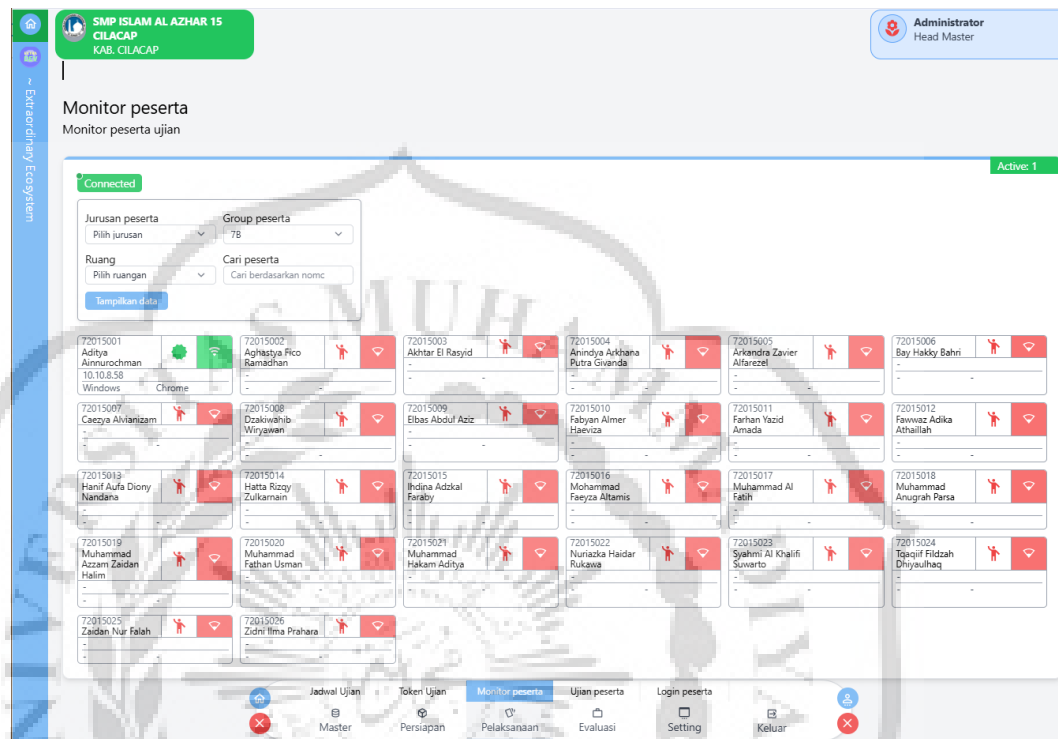 SMP ISLAM AL AZHAR 15
CILACAP
KAB. CILACAP
Administrator
Head Master
~ Extraordinary Ecosystem
Monitor peserta
Monitor peserta ujian
Active: 1
Connected
Jurusan peserta
Group peserta
Pilih jurusan
7B
Ruang
Cari peserta
Pilih ruangan
Cari berdasarkan nomc
Tampilkan data
72015001
Aditya
Ainnurochman
10.10.8.58
Windows Chrome
72015002
Aghastya Fico
Ramadhan
-
- -
72015003
Akhtar El Rasyid
-
- -
72015004
Anindya Arkhana
Putra Givanda
-
- -
72015005
Arkandra Zavier
Alfarezel
-
- -
72015006
Bay Hakky Bahri
-
- -
72015007
Caezya Alvianizam
-
- -
72015008
Dzakiwahib
Wiryawan
-
- -
72015009
Elbas Abdul Aziz
-
- -
72015010
Fabyan Almer
Haeviza
-
- -
72015011
Farhan Yazid
Amada
-
- -
72015012
Fawwaz Adika
Athaillah
-
- -
72015013
Hanif Aufa Diony
Nandana
-
- -
72015014
Hatta Rizqy
Zulkarnain
-
- -
72015015
Ihdina Adzkal
Faraby
-
- -
72015016
Mohammad
Faeyza Altamis
-
- -
72015017
Muhammad Al
Fatih
-
- -
72015018
Muhammad
Anugrah Parsa
-
- -
72015019
Muhammad
Azzam Zaidan
Halim
-
- -
72015020
Muhammad
Fathan Usman
-
- -
72015021
Muhammad
Hakam Aditya
-
- -
72015022
Nuriazka Haidar
Rukawa
-
- -
72015023
Syahmi Al Khalifi
Suwarto
-
- -
72015024
Tqaqiif Fildzah
Dhiyaulhaq
-
- -
72015025
Zaidan Nur Falah
-
- -
72015026
Zidni Ilma Prahara
-
- -
Jadwal Ujian
Token Ujian
Monitor peserta
Ujian peserta
Login peserta
Master
Persiapan
Pelaksanaan
Evaluasi
Setting
Keluar